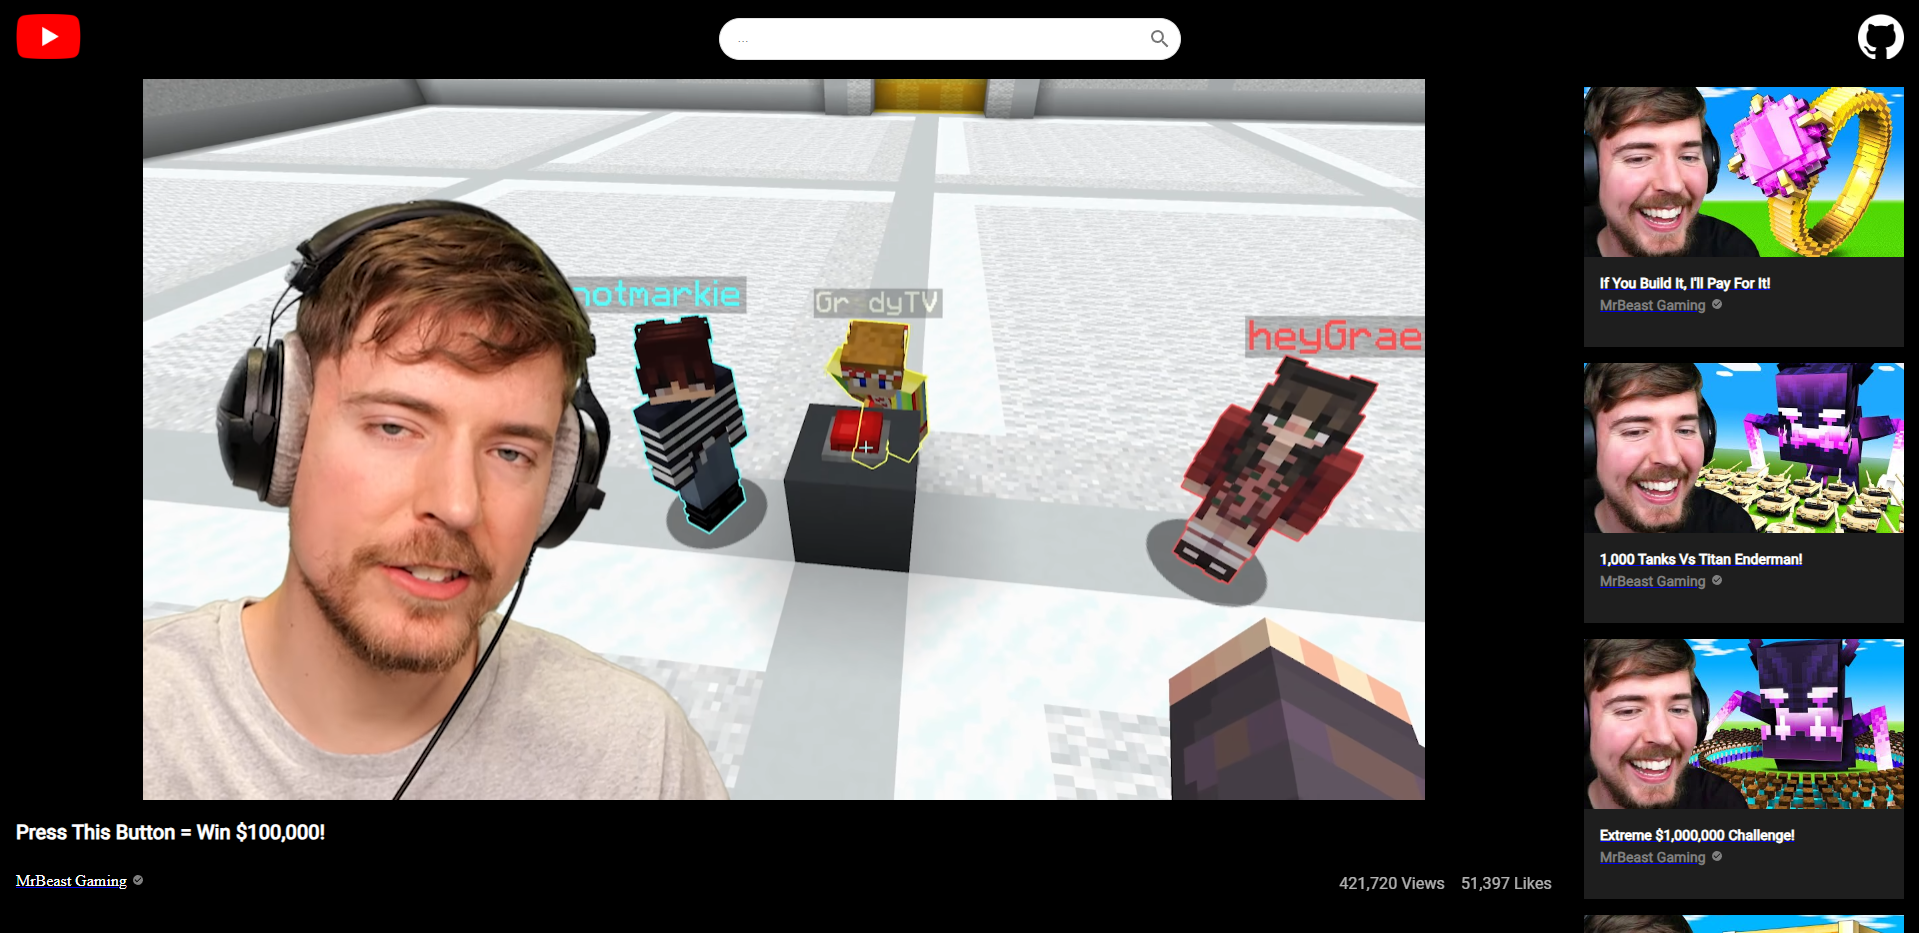 ...
notmarkie
Gr dyTV
heyGrae
Press This Button = Win $100,000!
MrBeast Gaming
421,720 Views 51,397 Likes
If You Build It, I'll Pay For It!
MrBeast Gaming
1,000 Tanks Vs Titan Enderman!
MrBeast Gaming
Extreme $1,000,000 Challenge!
MrBeast Gaming